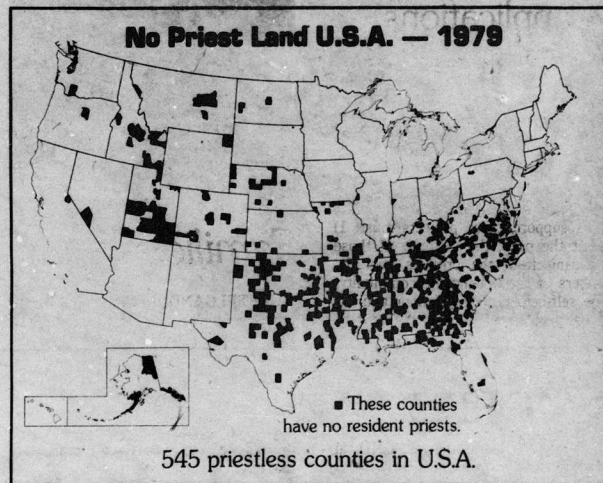 No Priest Land U.S.A. — 1979
■ These counties
have no resident priests.
545 priestless counties in U.S.A.